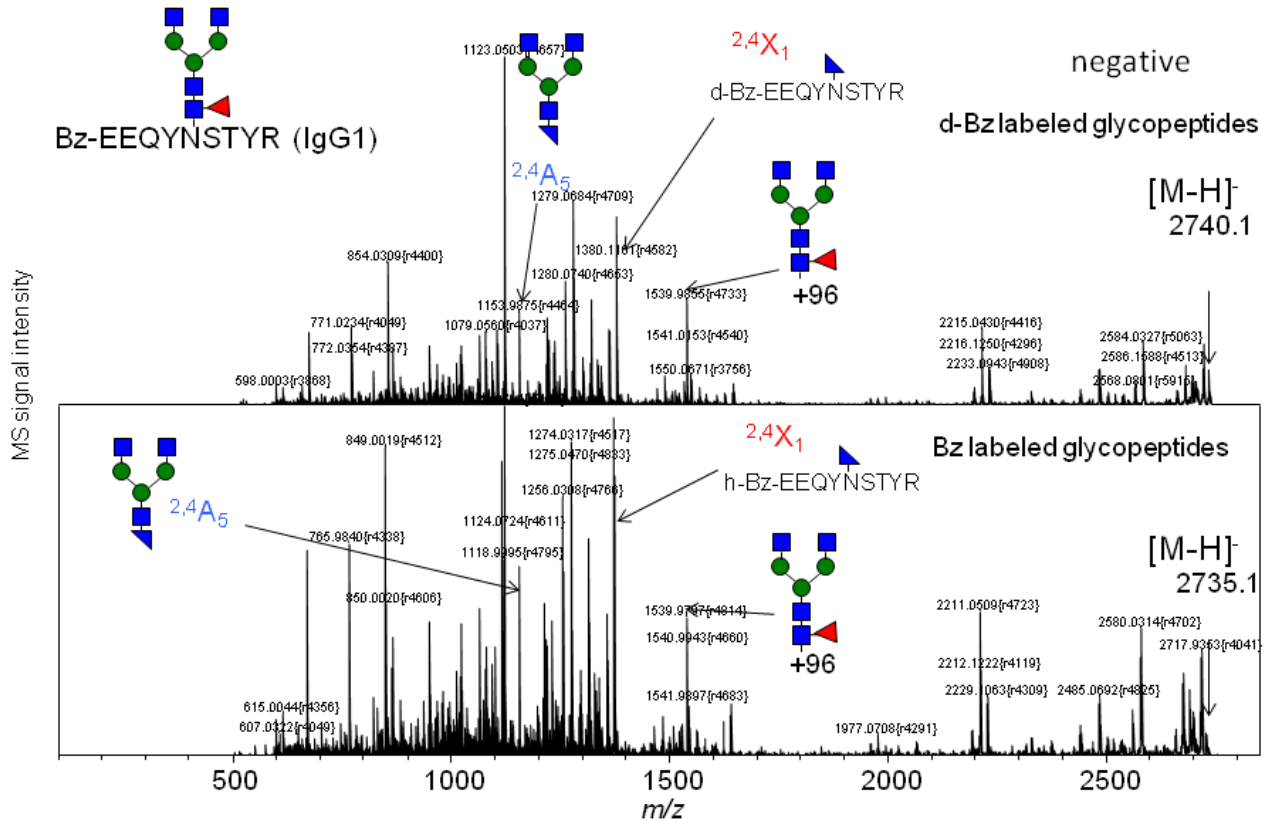 1123.0503{r4657}
2,4X1
negative
d-Bz-EEQYNSTYR
d-Bz labeled glycopeptides
Bz-EEQYNSTYR (IgG1)
2,4A5
1279.0684{r4709}
[M-H]-
2740.1
1380.1161{r4582}
854.0309{r4400}
1280.0740{r4653}
+96
1539.9855{r4733}
1153.9875{r4464}
771.0234{r4049}
1079.0560{r4037}
1541.0153{r4540}
2215.0430{r4416}
2584.0327{r5063}
772.0354{r4387}
2216.1250{r4296}
2586.1588{r4513}
1550.0671{r3756}
2233.0943{r4908}
2568.0801{r5915}
598.0003{r3868}
MS signal intensity
849.0019{r4512}
1274.0317{r4517}
2,4X1
Bz labeled glycopeptides
1275.0470{r4833}
h-Bz-EEQYNSTYR
1256.0308{r4766}
2,4A5
1124.0724{r4611}
765.9840{r4338}
1118.9995{r4795}
[M-H]-
2735.1
850.0020{r4606}
1539.9797{r4814}
2211.0509{r4723}
2580.0314{r4702}
1540.9943{r4660}
+96
2717.9353{r4041}
2212.1222{r4119}
1541.9897{r4683}
2229.1063{r4309}
2485.0692{r4825}
615.0044{r4356}
607.0322{r4049}
1977.0708{r4291}
500 1000 1500 2000 2500
m/z